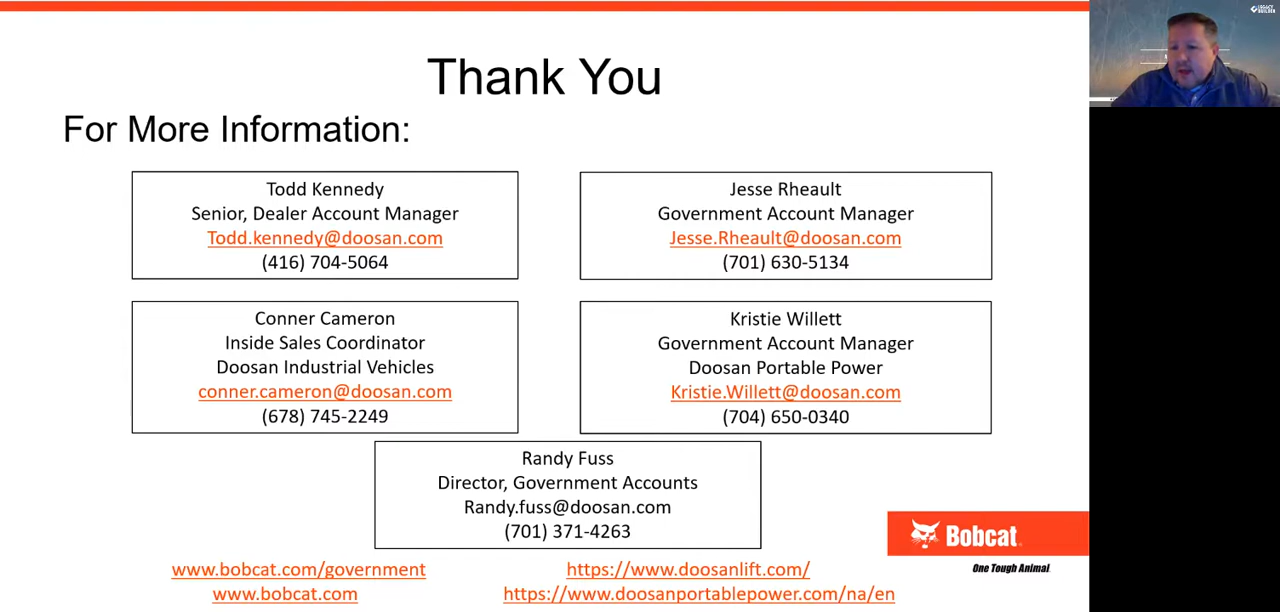 Thank You
For More Information:
Todd Kennedy
Senior, Dealer Account Manager
Todd.kennedy@doosan.com
(416) 704-5064
Jesse Rheault
Government Account Manager
Jesse.Rheault@doosan.com
(701) 630-5134
Conner Cameron
Inside Sales Coordinator
Doosan Industrial Vehicles
conner.cameron@doosan.com
(678) 745-2249
Kristie Willett
Government Account Manager
Doosan Portable Power
Kristie.Willett@doosan.com
(704) 650-0340
Randy Fuss
Director, Government Accounts
Randy.fuss@doosan.com
(701) 371-4263
www.bobcat.com/government
www.bobcat.com
https://www.doosanlift.com/
https://www.doosanportablepower.com/na/en
Bobcat
One Tough Animal
LEGACY
BUILDER